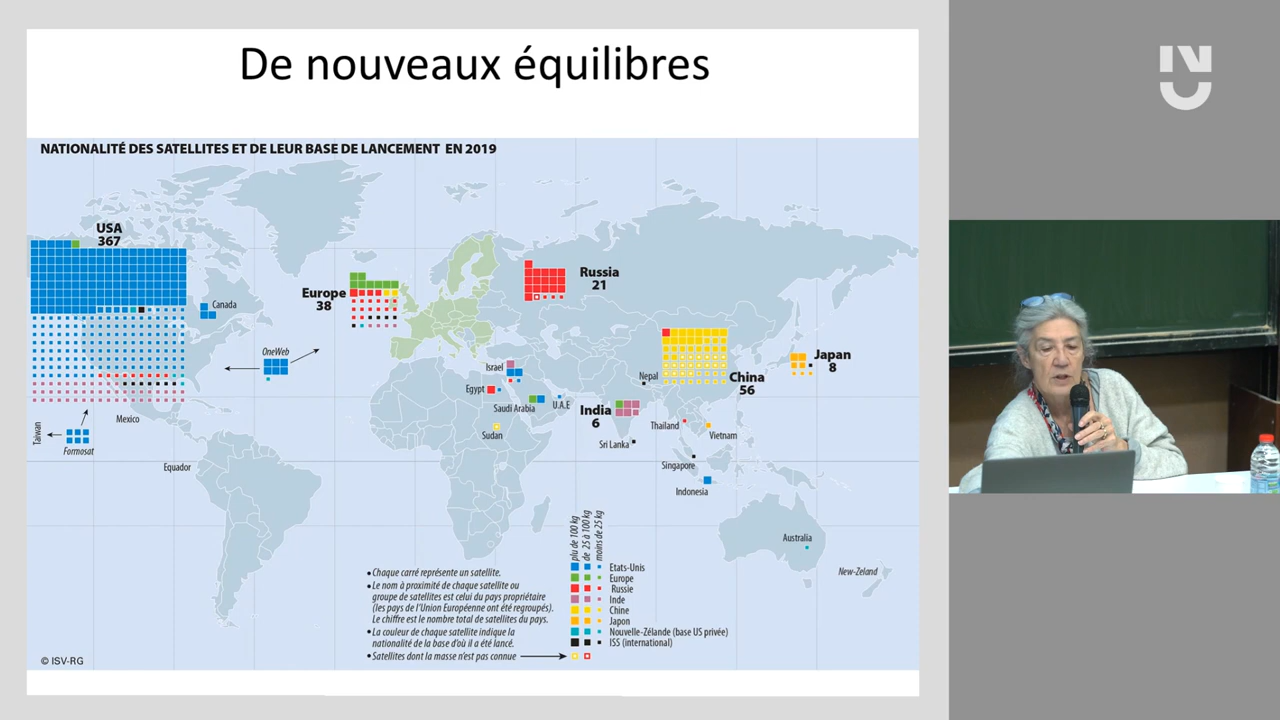 De nouveaux équilibres
NATIONALITÉ DES SATELLITES ET DE LEUR BASE DE LANCEMENT EN 2019
USA
367
Canada
OneWeb
Mexico
Taiwan
Formosat
Equador
Europe
38
Russia
21
Israel
Egypt
Saudi Arabia
U.A.E
Sudan
Nepal
India
6
Sri Lanka
China
56
Japan
8
Thailand
Vietnam
Singapore
Indonesia
Australia
New-Zeland
•Chaque carré représente un satellite.
•Le nom à proximité de chaque satellite ou
groupe de satellites est celui du pays propriétaire
(les pays de l'Union Européenne ont été regroupés).
Le chiffre est le nombre total de satellites du pays.
•La couleur de chaque satellite indique la
nationalité de la base d'où il a été lancé.
•Satellites dont la masse n'est pas connue
plu de 100 kg
de 25 à 100 kg
moins de 25 kg
Etats-Unis
Europe
Russie
Inde
Chine
Japon
Nouvelle-Zélande (base US privée)
ISS (international)
© ISV-RG
NU